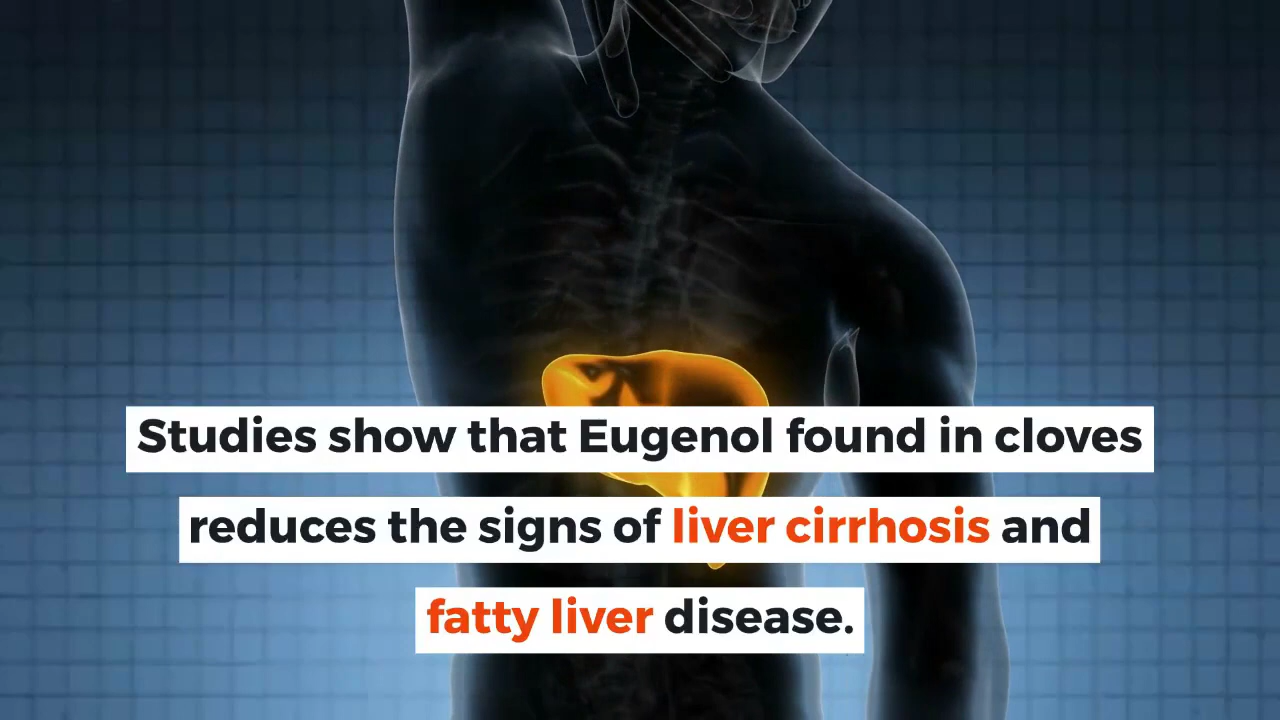 Studies show that Eugenol found in cloves
reduces the signs of liver cirrhosis and
fatty liver disease.